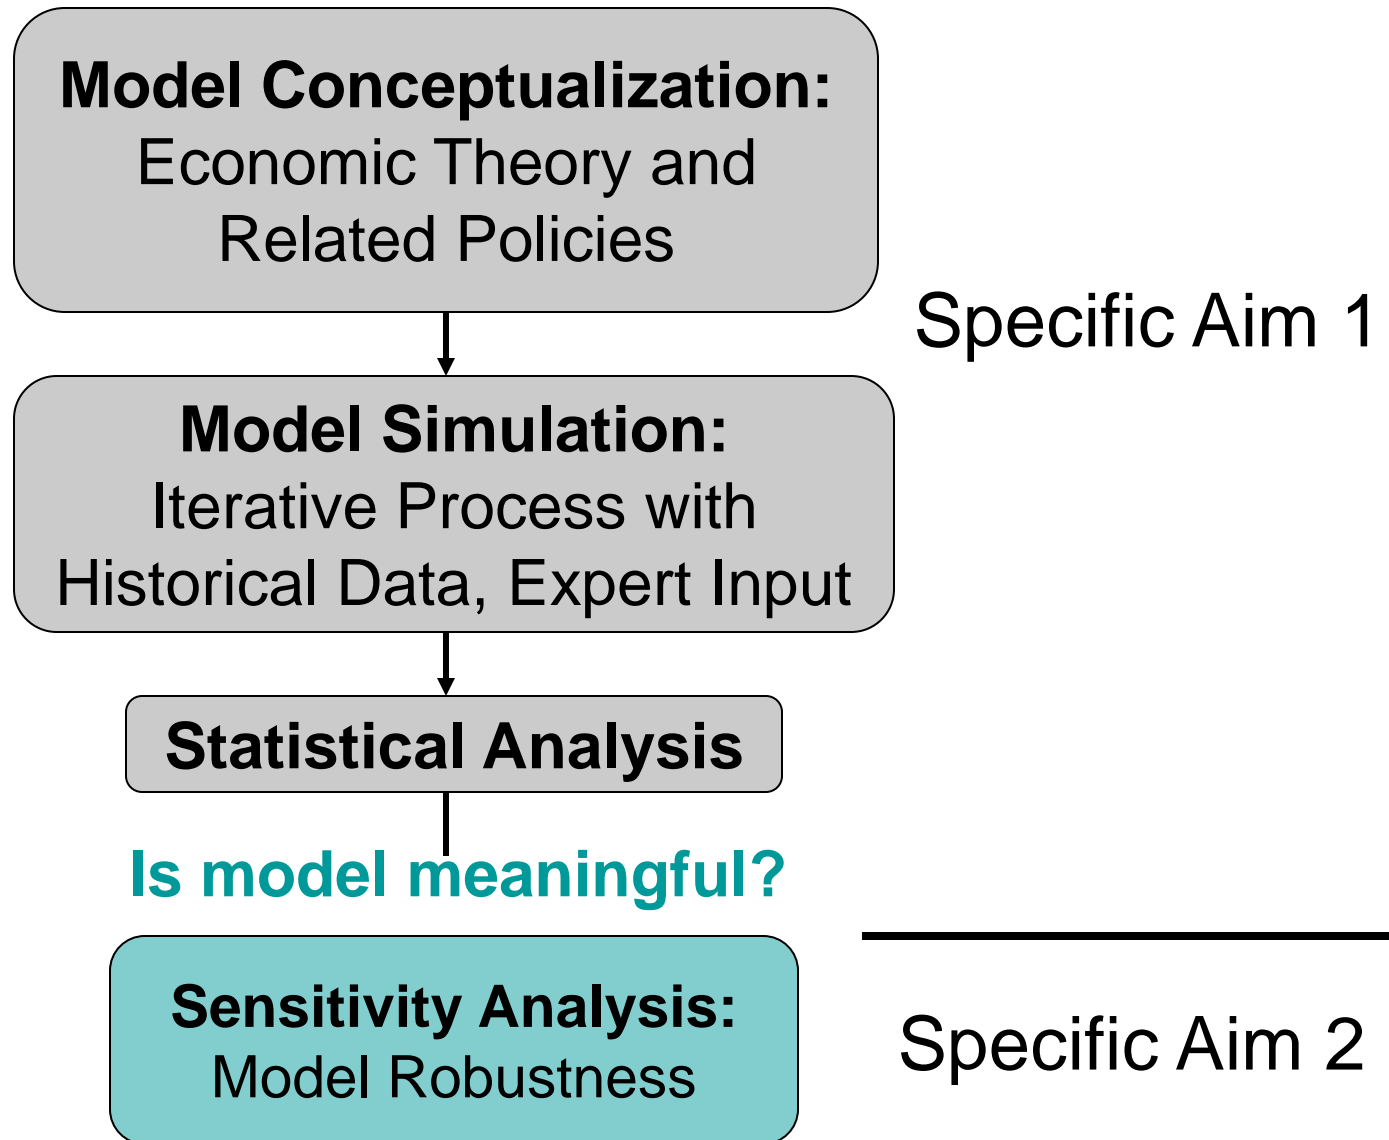 Model Conceptualization:
Economic Theory and
Related Policies
Specific Aim 1
Model Simulation:
Iterative Process with
Historical Data, Expert Input
Statistical Analysis
Is model meaningful?
Sensitivity Analysis:
Model Robustness
Specific Aim 2